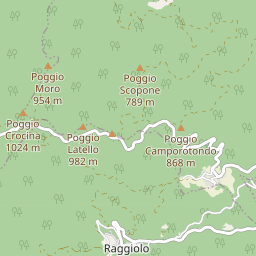 Poggio
Moro
954 m
Poggio
Scopone
789 m
Poggio
Crocina
1024 m
Poggio
Latello
982 m
Poggio
Camporotondo
868 m
Raggiolo